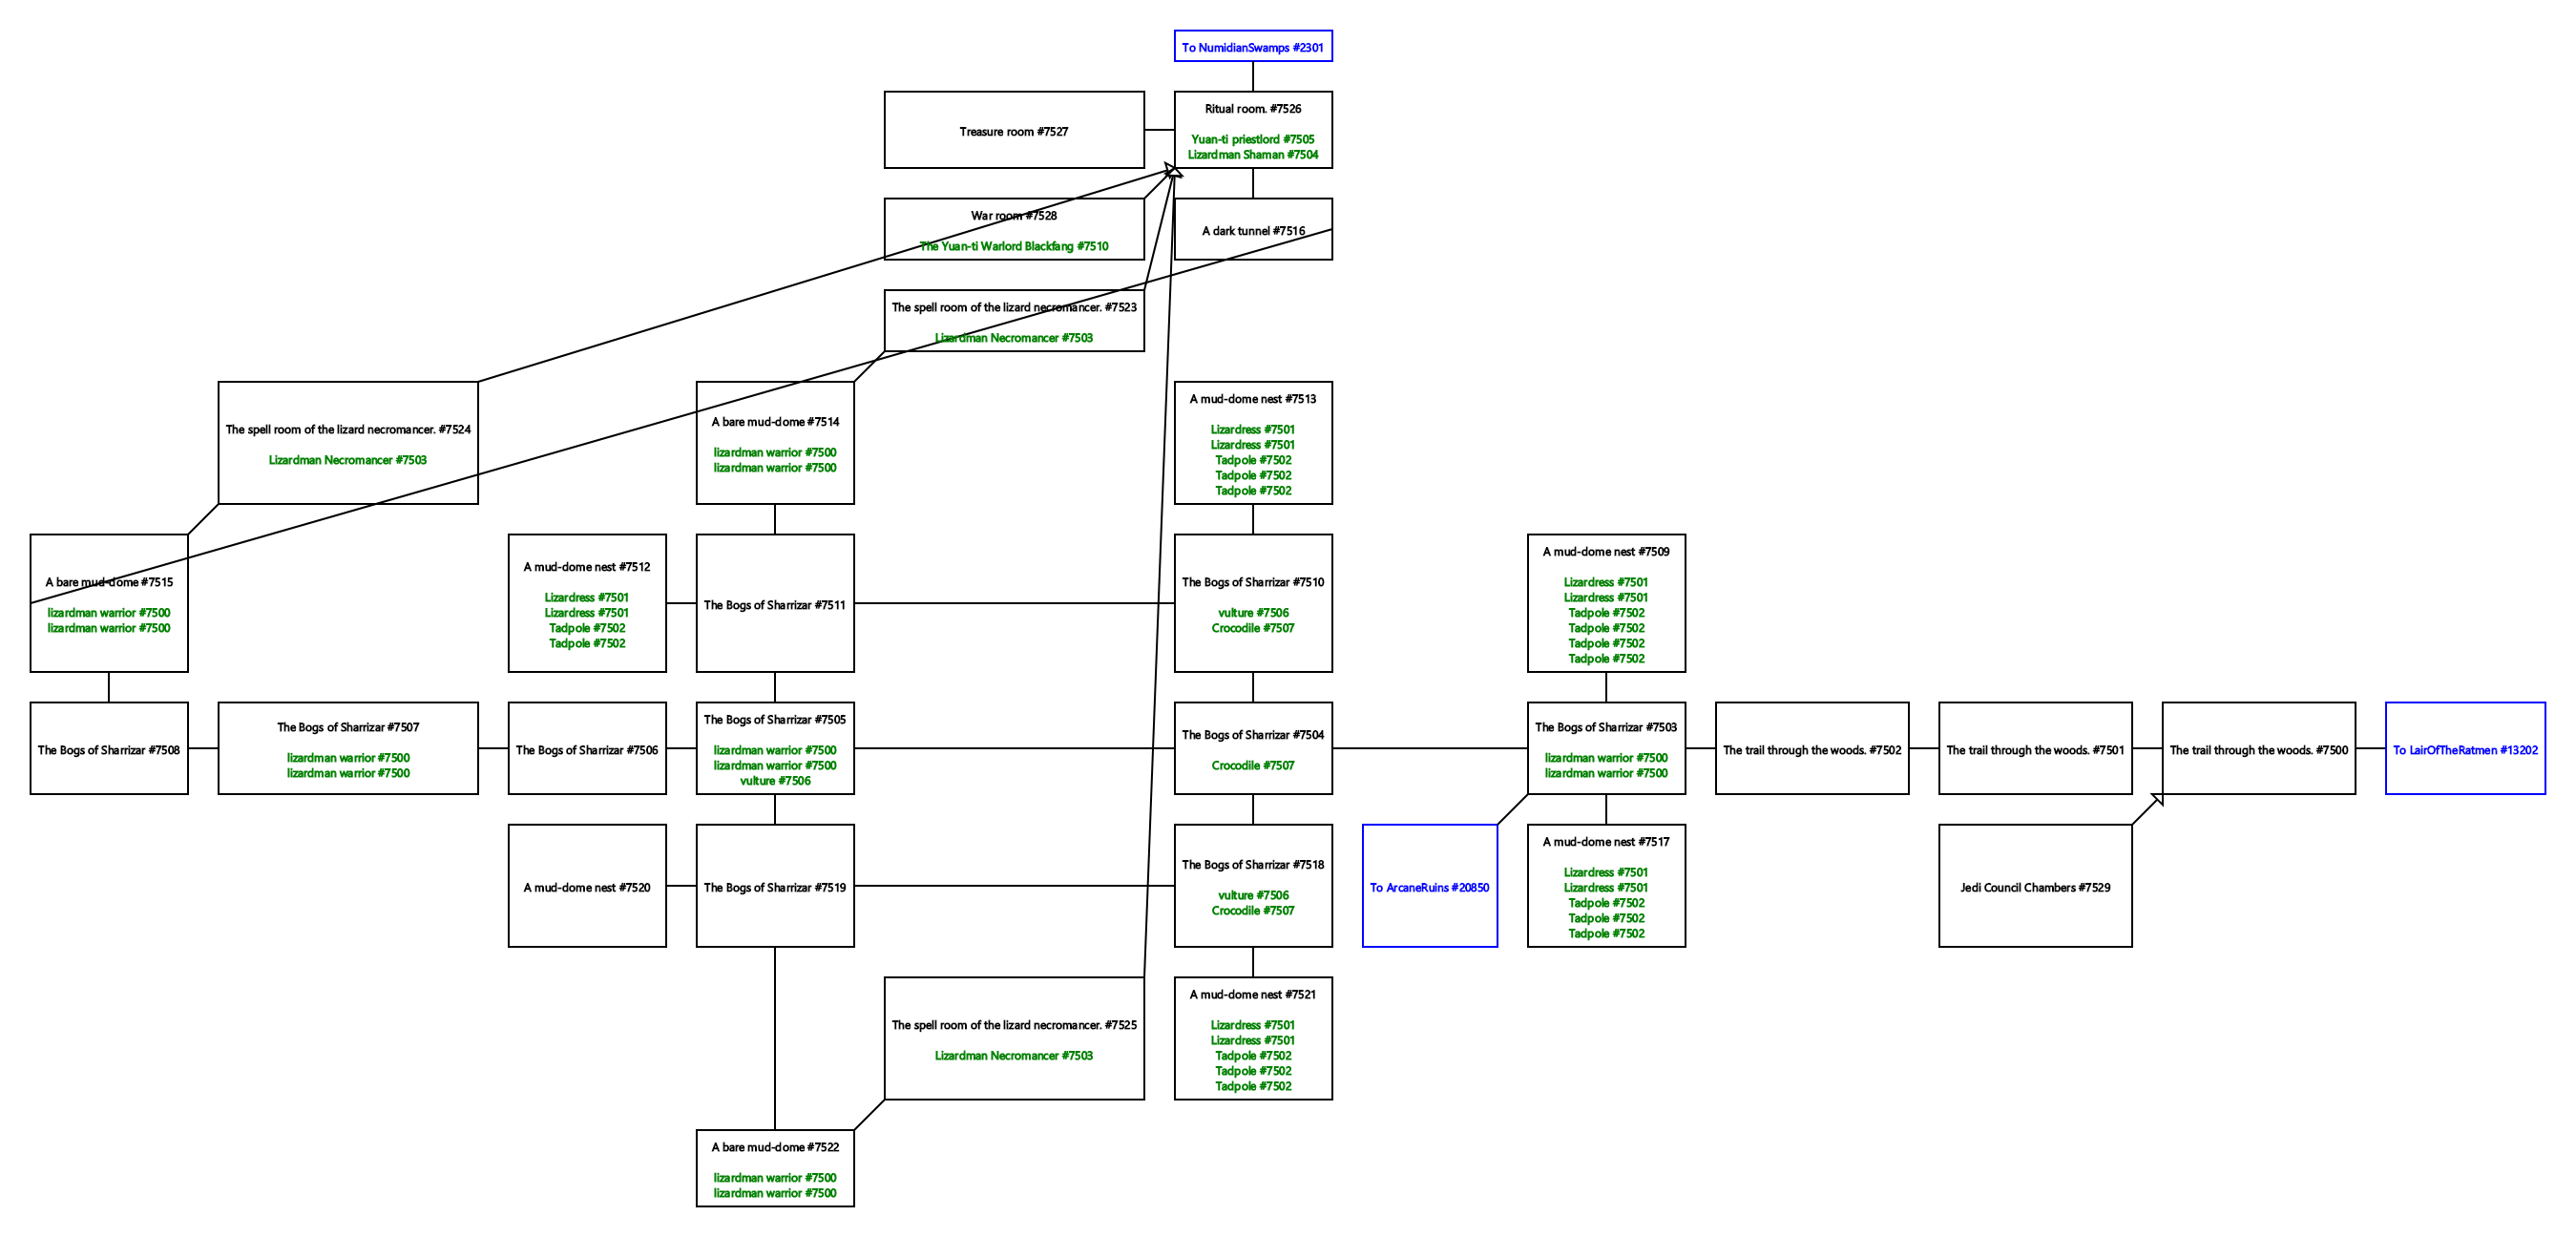 To NumidianSwamps #2301
Treasure room #7527
Ritual room. #7526
Yuan-ti priestlord #7505
Lizardman Shaman #7504
War room #7528
The Yuan-ti Warlord Blackfang #7510
A dark tunnel #7516
The spell room of the lizard necromancer. #7523
Lizardman Necromancer #7503
The spell room of the lizard necromancer. #7524
Lizardman Necromancer #7503
A bare mud-dome #7514
lizardman warrior #7500
lizardman warrior #7500
A mud-dome nest #7513
Lizardress #7501
Lizardress #7501
Tadpole #7502
Tadpole #7502
Tadpole #7502
A bare mud-dome #7515
lizardman warrior #7500
lizardman warrior #7500
A mud-dome nest #7512
Lizardress #7501
Lizardress #7501
Tadpole #7502
Tadpole #7502
The Bogs of Sharrizar #7511
The Bogs of Sharrizar #7510
vulture #7506
Crocodile #7507
A mud-dome nest #7509
Lizardress #7501
Lizardress #7501
Tadpole #7502
Tadpole #7502
Tadpole #7502
Tadpole #7502
The Bogs of Sharrizar #7508
The Bogs of Sharrizar #7507
lizardman warrior #7500
lizardman warrior #7500
The Bogs of Sharrizar #7506
The Bogs of Sharrizar #7505
lizardman warrior #7500
lizardman warrior #7500
vulture #7506
The Bogs of Sharrizar #7504
Crocodile #7507
The Bogs of Sharrizar #7503
lizardman warrior #7500
lizardman warrior #7500
The trail through the woods. #7502
The trail through the woods. #7501
The trail through the woods. #7500
To LairOfTheRatmen #13202
A mud-dome nest #7520
The Bogs of Sharrizar #7519
The Bogs of Sharrizar #7518
vulture #7506
Crocodile #7507
To ArcaneRuins #20850
A mud-dome nest #7517
Lizardress #7501
Lizardress #7501
Tadpole #7502
Tadpole #7502
Tadpole #7502
Jedi Council Chambers #7529
The spell room of the lizard necromancer. #7525
Lizardman Necromancer #7503
A mud-dome nest #7521
Lizardress #7501
Lizardress #7501
Tadpole #7502
Tadpole #7502
Tadpole #7502
A bare mud-dome #7522
lizardman warrior #7500
lizardman warrior #7500